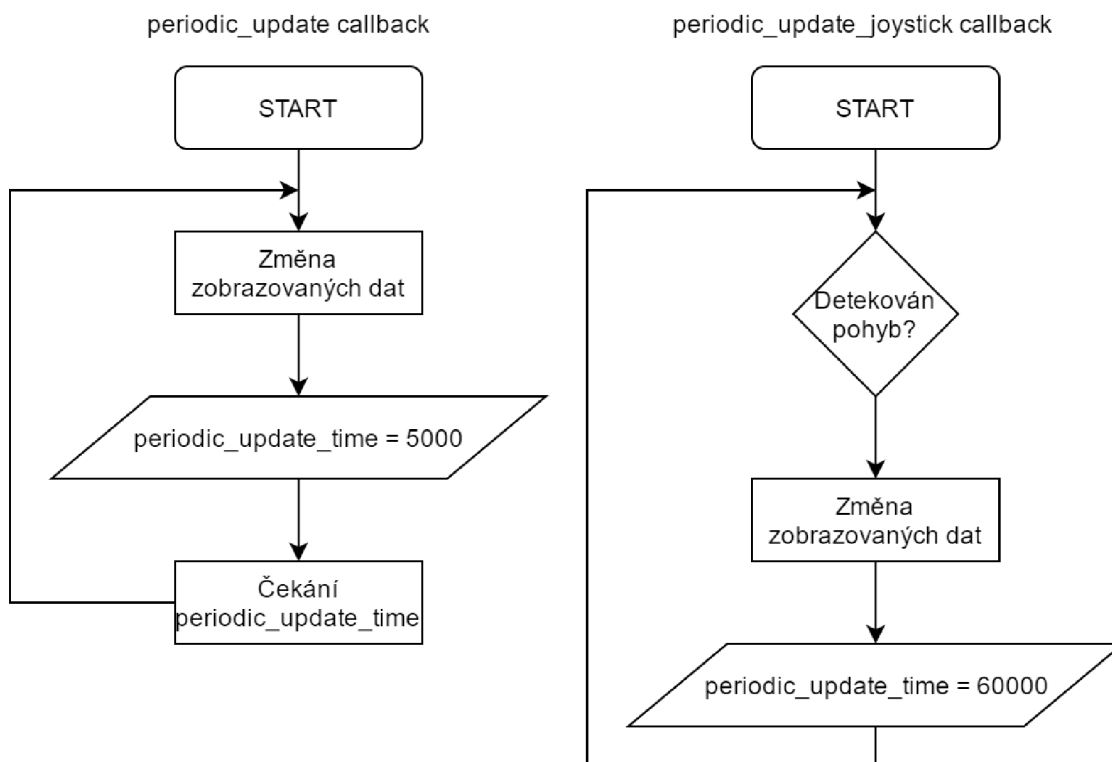 periodic_update callback
START
Změna
zobrazovaných dat
periodic_update_time = 5000
Čekání
periodic_update_time
periodic_update_joystick callback
START
Detekován
pohyb?
Změna
zobrazovaných dat
periodic_update_time = 60000